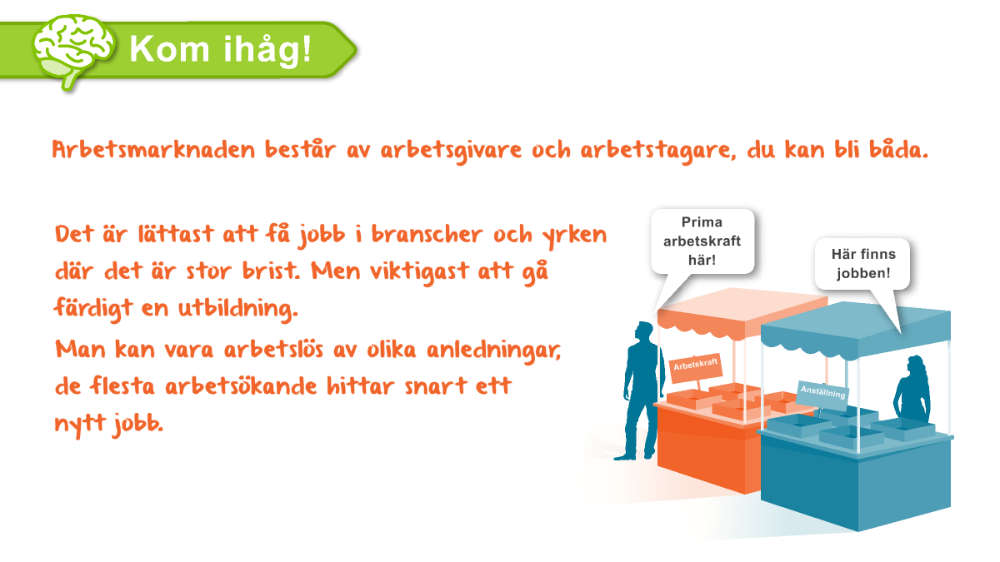 Kom ihåg!
Arbetsmarknaden består av arbetsgivare och arbetstagare, du kan bli båda.
Det är lättast att få jobb i branscher och yrken
där det är stor brist. Men viktigast att gå
färdigt en utbildning.
Man kan vara arbetslös av olika anledningar,
de flesta arbetsökande hittar snart ett
nytt jobb.
Prima
arbetskraft
här!
Här finns
jobben!
Arbetskraft
Anställning